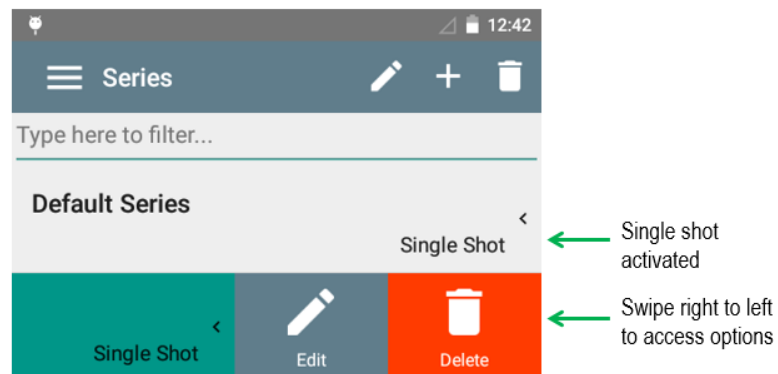 12:42
Series
Type here to filter...
Default Series
Single Shot
Single shot
activated
Single Shot
Edit
Delete
Swipe right to left
to access options